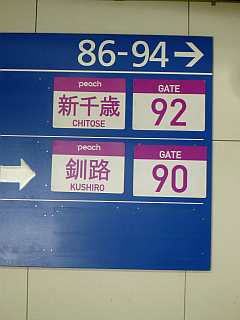 86-94→
peach
新千歳
CHITOSE
GATE
92
peach
釧路
KUSHIRO
GATE
90